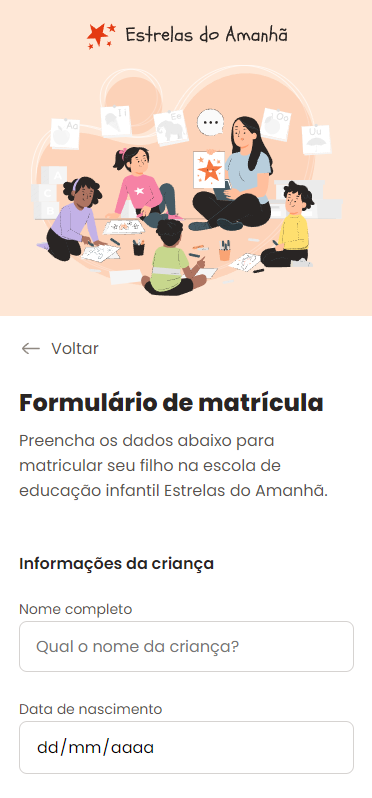 Estrelas do Amanhã
Aa
Ii
Ee
Oo
Uu
A
C
B
Voltar
Formulário de matrícula
Preencha os dados abaixo para
matricular seu filho na escola de
educação infantil Estrelas do Amanhã.
Informações da criança
Nome completo
Qual o nome da criança?
Data de nascimento
dd/mm/aaaa